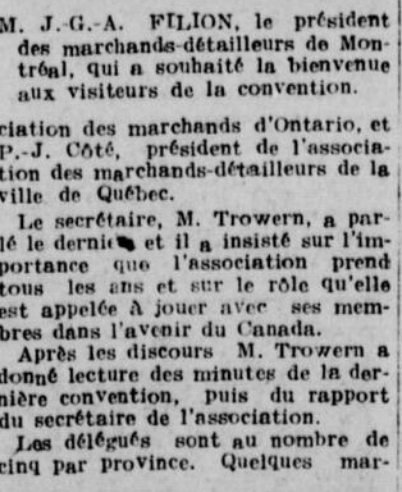 M. J.-G.-A. FILION, le président
des marchands-détailleurs de Mon-
tréal, qui a souhaité la bienvenue
aux visiteurs de la convention.
ciation des marchands d'Ontario, et
P.-J. Côté, président de l'associa-
tion des marchands-détailleurs de la
ville de Québec.
Le secrétaire, M. Trowern, a par-
lé le dernier et il a insisté sur l'im-
portance que l'association prend
tous les ans et sur le rôle qu'elle
est appelée à jouer avec ses mem-
bres dans l'avenir du Canada.
Après les discours M. Trowern a
donné lecture des minutes de la der-
nière convention, puis du rapport
du secrétaire de l'association.
Les délégués sont au nombre de
cinq par province. Quelques mar-